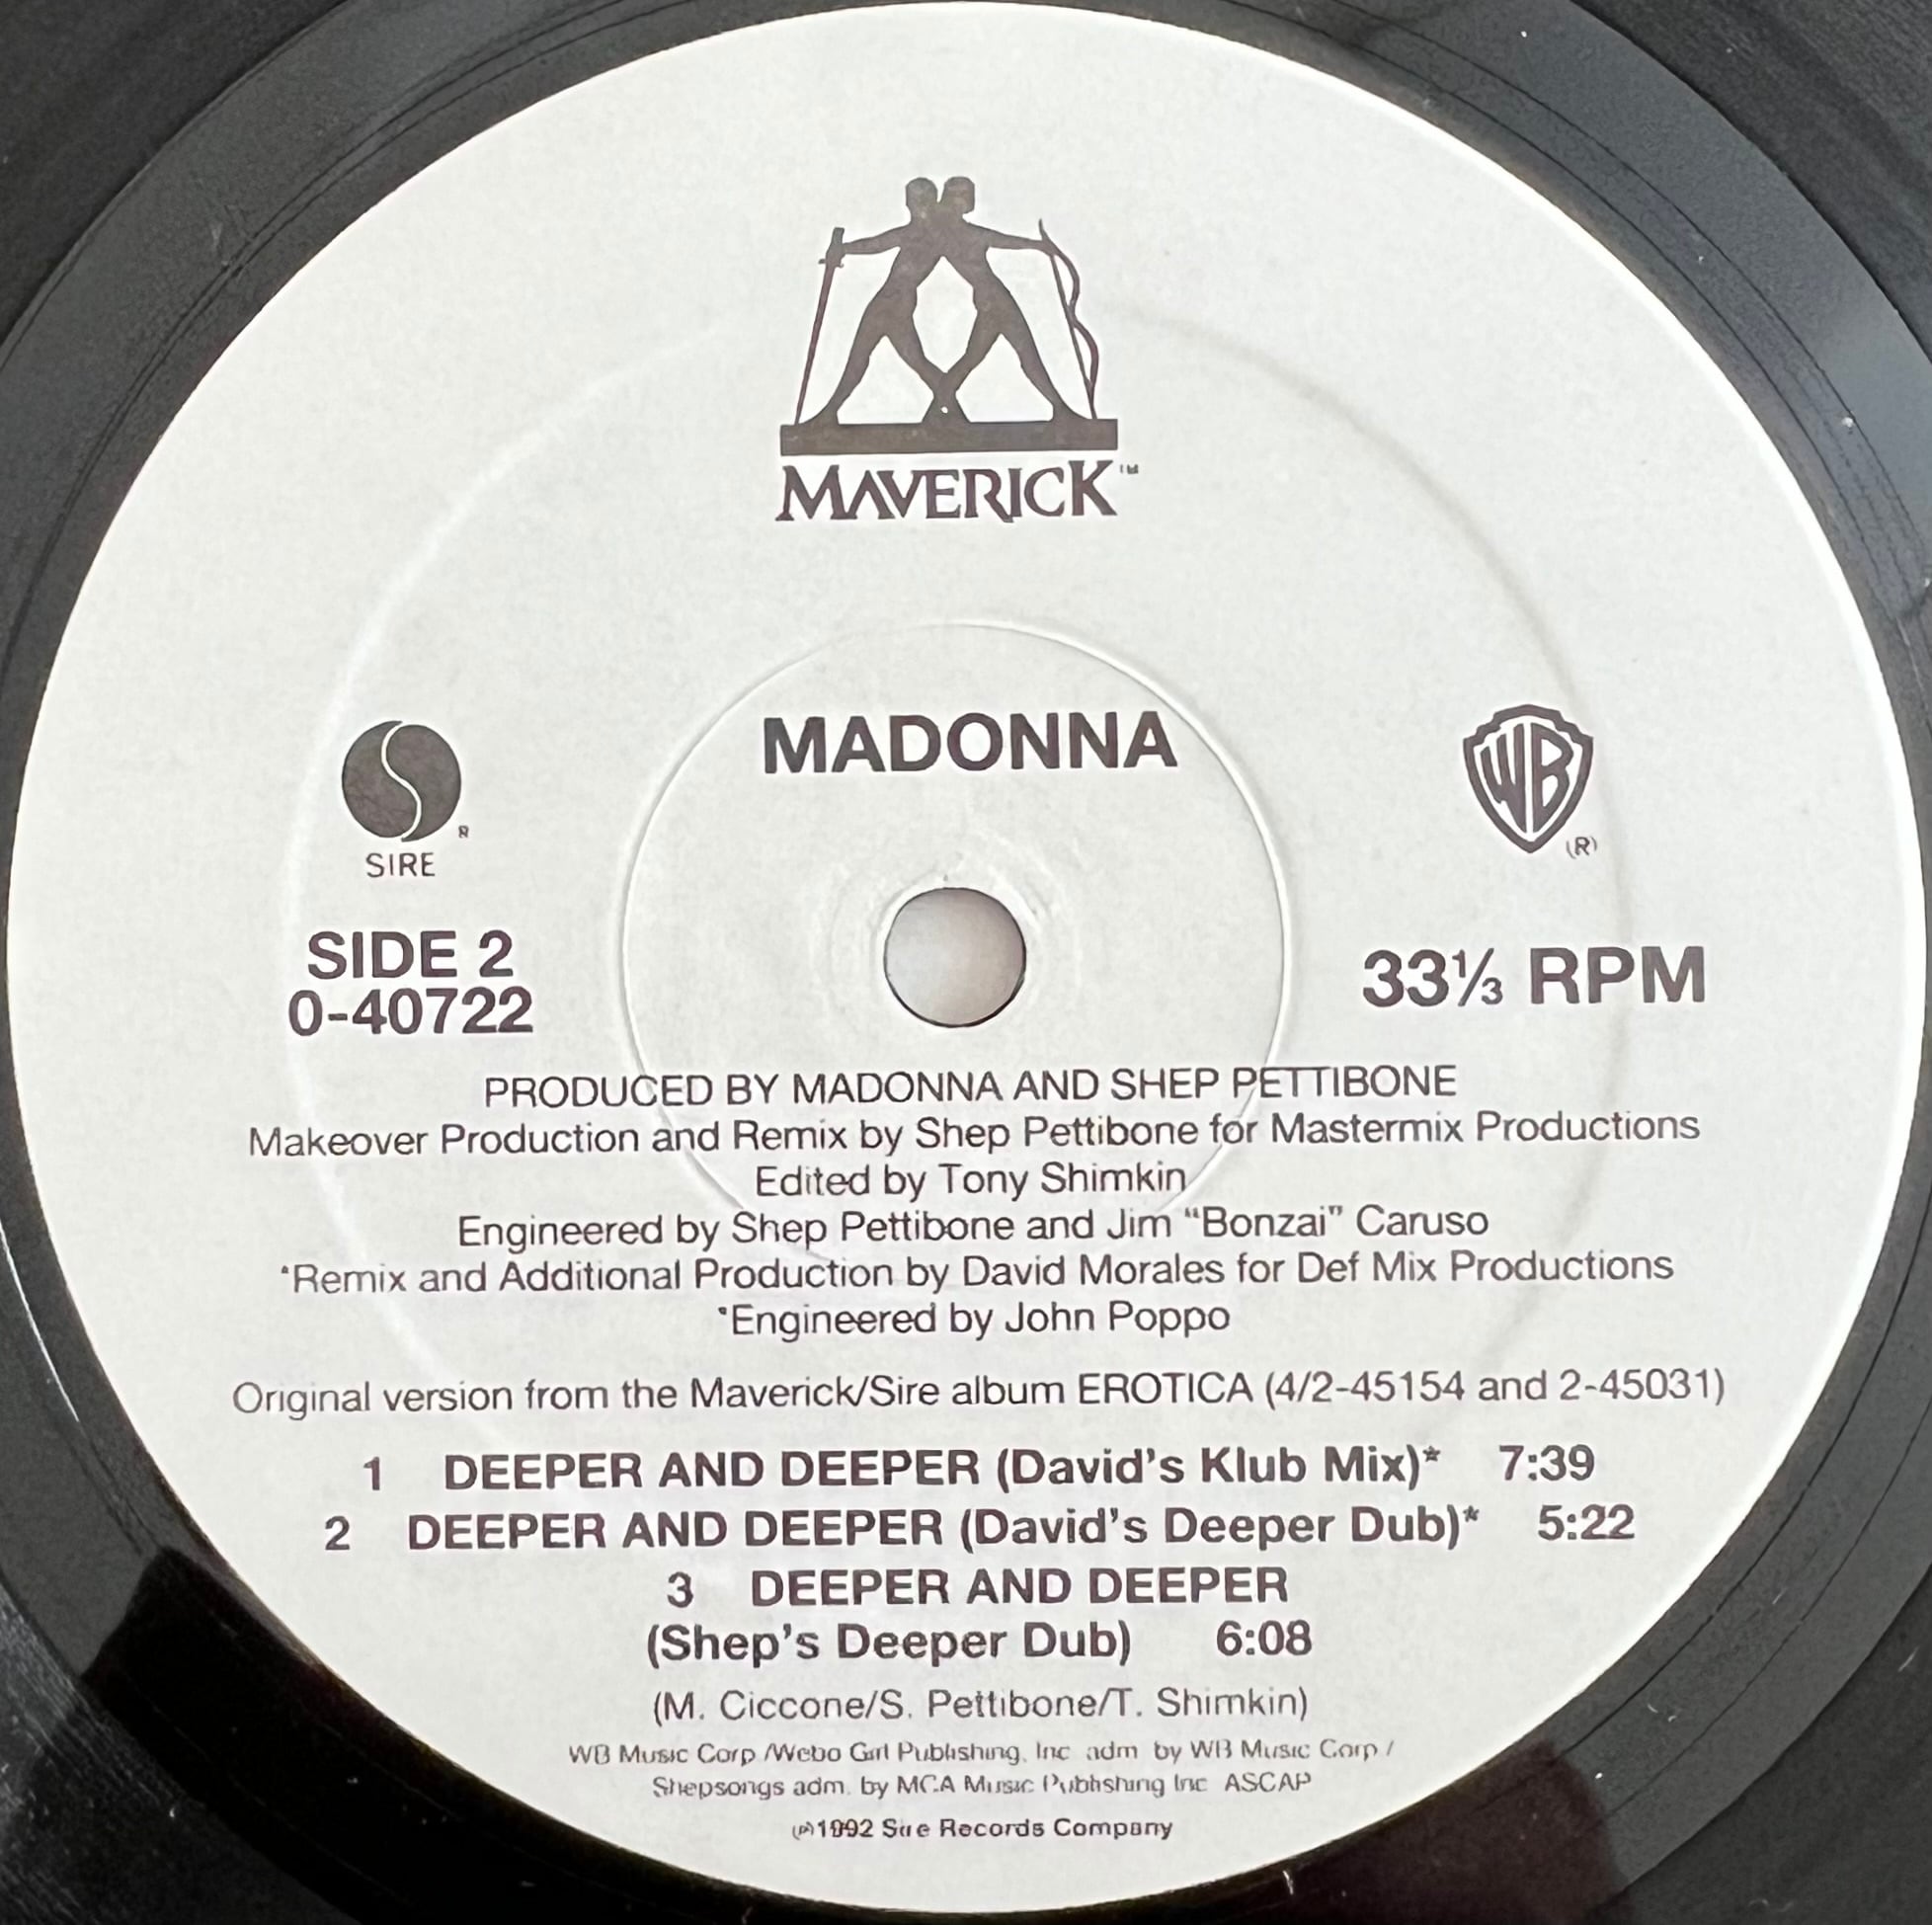 MAVERICK™
MADONNA
SIRE
®
WB
(R)
SIDE 2
0-40722
33⅓ RPM
PRODUCED BY MADONNA AND SHEP PETTIBONE
Makeover Production and Remix by Shep Pettibone for Mastermix Productions
Edited by Tony Shimkin
Engineered by Shep Pettibone and Jim “Bonzai” Caruso
*Remix and Additional Production by David Morales for Def Mix Productions
*Engineered by John Poppo
Original version from the Maverick/Sire album EROTICA (4/2-45154 and 2-45031)
1 DEEPER AND DEEPER (David's Klub Mix)* 7:39
2 DEEPER AND DEEPER (David's Deeper Dub)* 5:22
3 DEEPER AND DEEPER
(Shep's Deeper Dub) 6:08
(M. Ciccone/S. Pettibone/T. Shimkin)
WB Music Corp /Webo Girl Publishing, Inc adm by WB Music Corp /
Shepsongs adm. by MCA Music Publishing Inc ASCAP
℗1992 Sire Records Company